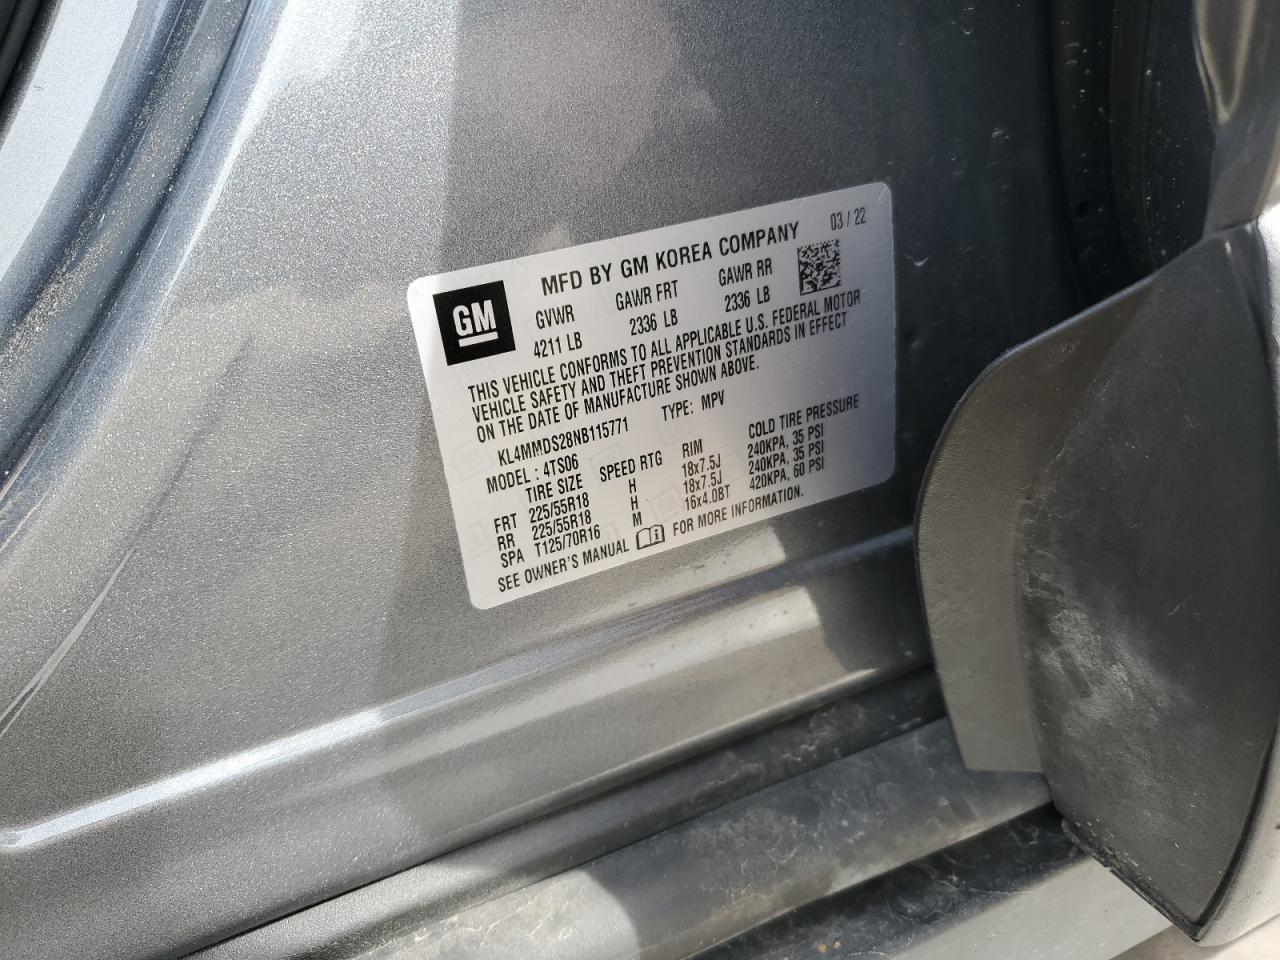 MFD BY GM KOREA COMPANY 03 / 22
GM
GVWR GAWR FRT GAWR RR
4211 LB 2336 LB 2336 LB
THIS VEHICLE CONFORMS TO ALL APPLICABLE U.S. FEDERAL MOTOR
VEHICLE SAFETY AND THEFT PREVENTION STANDARDS IN EFFECT
ON THE DATE OF MANUFACTURE SHOWN ABOVE.
KL4MMDS28NB115771 TYPE: MPV
MODEL : 4TS06
TIRE SIZE SPEED RTG RIM COLD TIRE PRESSURE
FRT 225/55R18 H 18x7.5J 240KPA, 35 PSI
RR 225/55R18 H 18x7.5J 240KPA, 35 PSI
SPA T125/70R16 M 16x4.0BT 420KPA, 60 PSI
SEE OWNER'S MANUAL i FOR MORE INFORMATION.